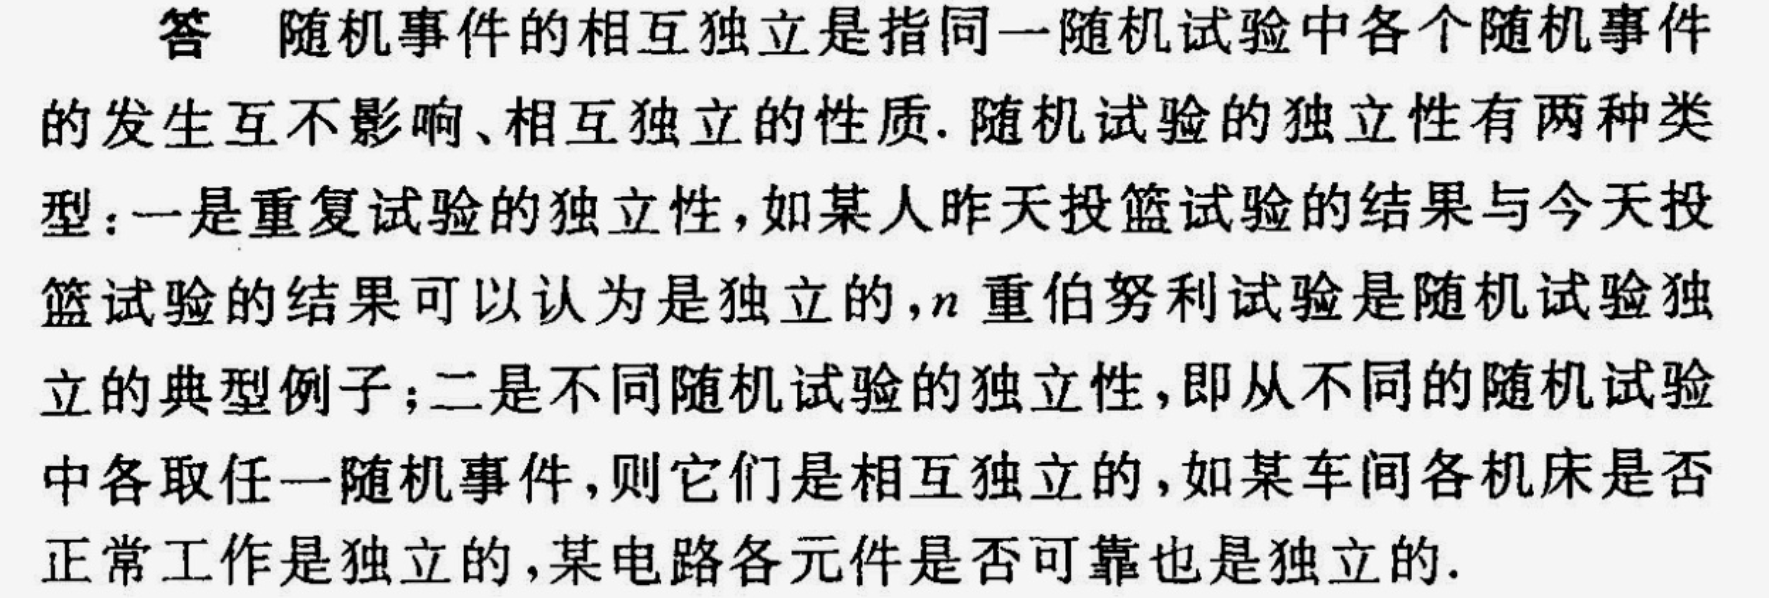 答　随机事件的相互独立是指同一随机试验中各个随机事件
的发生互不影响、相互独立的性质.随机试验的独立性有两种类
型:一是重复试验的独立性,如某人昨天投篮试验的结果与今天投
篮试验的结果可以认为是独立的,n 重伯努利试验是随机试验独
立的典型例子;二是不同随机试验的独立性,即从不同的随机试验
中各取任一随机事件,则它们是相互独立的,如某车间各机床是否
正常工作是独立的,某电路各元件是否可靠也是独立的.